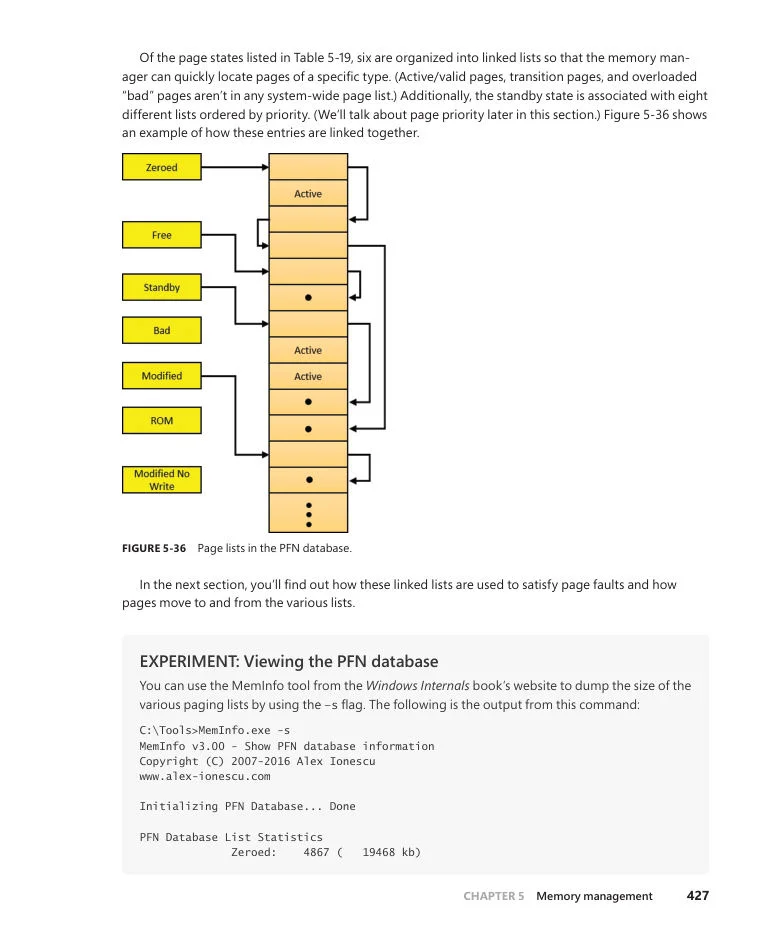 Of the page states listed in Table 5-19, six are organized into linked lists so that the memory man-
ager can quickly locate pages of a specific type. (Active/valid pages, transition pages, and overloaded
“bad” pages aren’t in any system-wide page list.) Additionally, the standby state is associated with eight
different lists ordered by priority. (We’ll talk about page priority later in this section.) Figure 5-36 shows
an example of how these entries are linked together.
Zeroed
Active
Free
Standby
Bad
Active
Modified
Active
ROM
Modified No
Write
FIGURE 5-36 Page lists in the PFN database.
In the next section, you’ll find out how these linked lists are used to satisfy page faults and how
pages move to and from the various lists.
EXPERIMENT: Viewing the PFN database
You can use the MemInfo tool from the Windows Internals book’s website to dump the size of the
various paging lists by using the –s flag. The following is the output from this command:
C:\Tools>MemInfo.exe -s
MemInfo v3.00 - Show PFN database information
Copyright (C) 2007-2016 Alex Ionescu
www.alex-ionescu.com
Initializing PFN Database... Done
PFN Database List Statistics
Zeroed: 4867 ( 19468 kb)
CHAPTER 5 Memory management 427